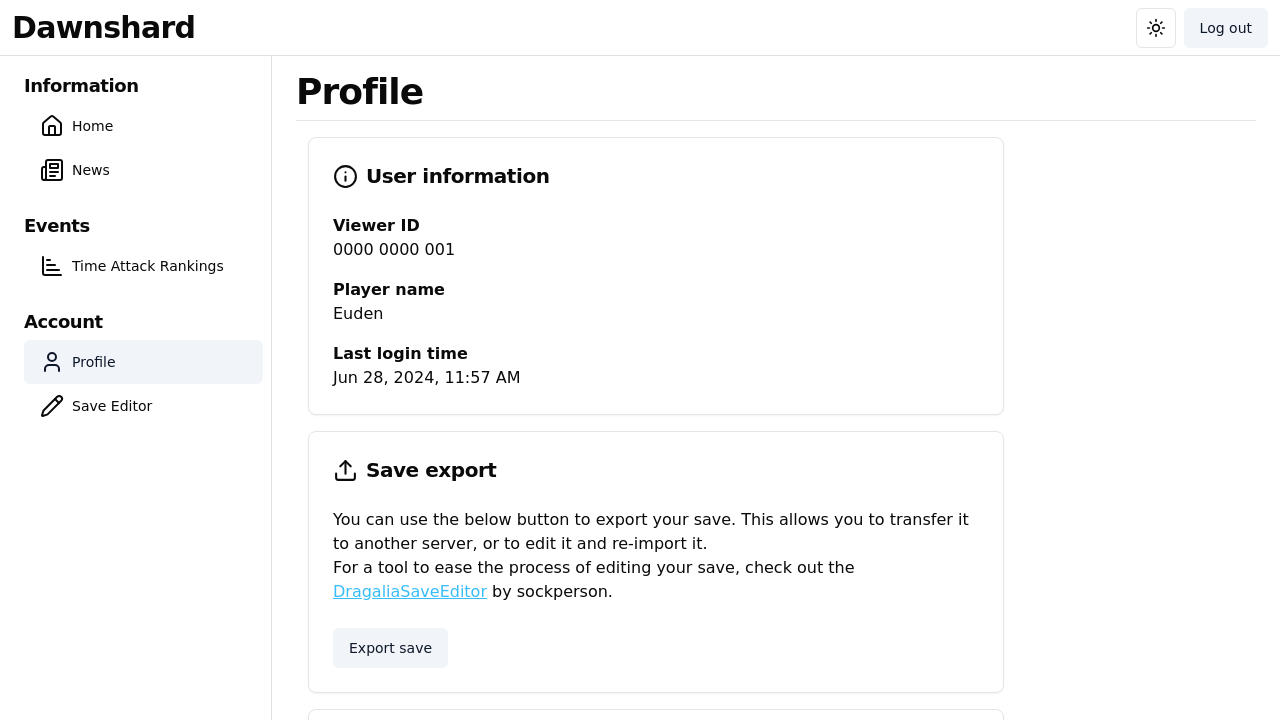 Dawnshard
Log out
Information
Home
News
Events
Time Attack Rankings
Account
Profile
Save Editor
Profile
User information
Viewer ID
0000 0000 001
Player name
Euden
Last login time
Jun 28, 2024, 11:57 AM
Save export
You can use the below button to export your save. This allows you to transfer it
to another server, or to edit it and re-import it.
For a tool to ease the process of editing your save, check out the
DragaliaSaveEditor by sockperson.
Export save